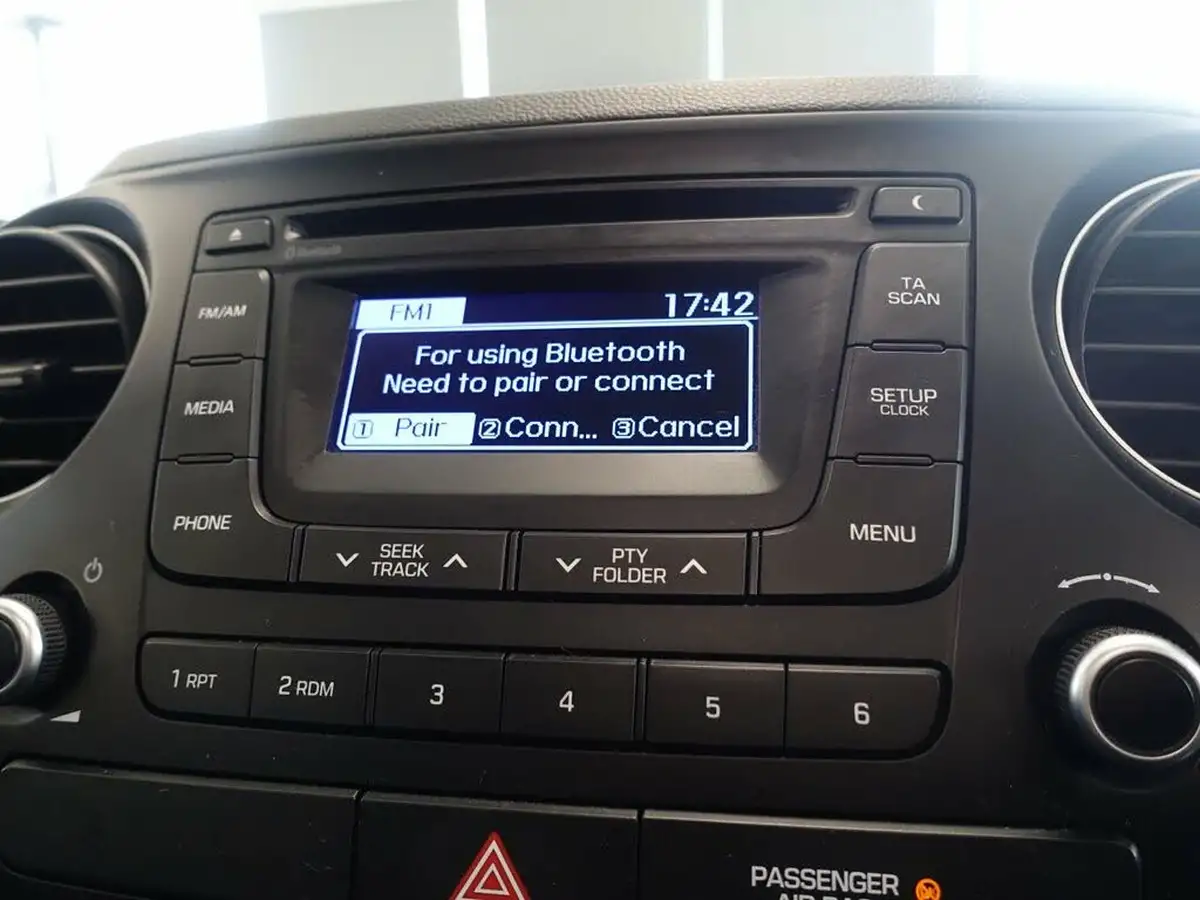 FM/AM
MEDIA
PHONE
FM1 17:42
For using Bluetooth
Need to pair or connect
1 Pair 2 Conn... 3 Cancel
TA
SCAN
SETUP
CLOCK
MENU
SEEK
TRACK
PTY
FOLDER
1 RPT
2 RDM
3
4
5
6
PASSENGER